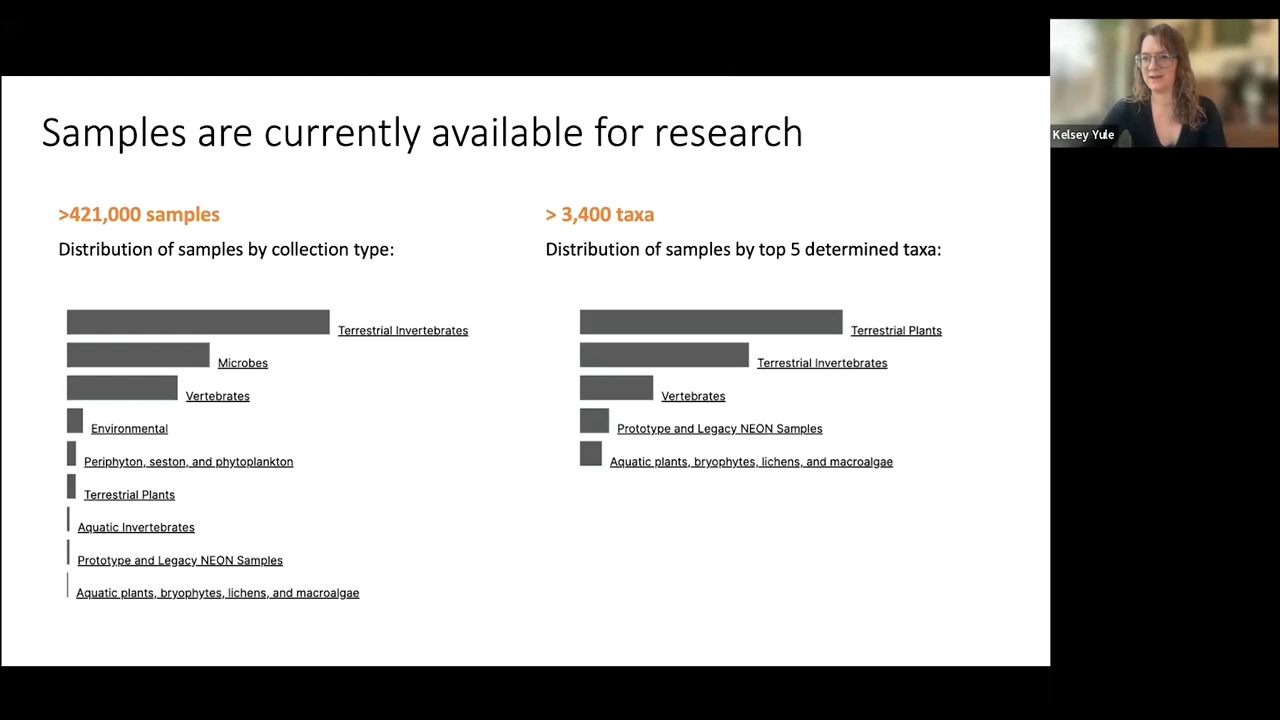 Samples are currently available for research
>421,000 samples
Distribution of samples by collection type:
Terrestrial Invertebrates
Microbes
Vertebrates
Environmental
Periphyton, seston, and phytoplankton
Terrestrial Plants
Aquatic Invertebrates
Prototype and Legacy NEON Samples
Aquatic plants, bryophytes, lichens, and macroalgae
> 3,400 taxa
Distribution of samples by top 5 determined taxa:
Terrestrial Plants
Terrestrial Invertebrates
Vertebrates
Prototype and Legacy NEON Samples
Aquatic plants, bryophytes, lichens, and macroalgae
Kelsey Yule